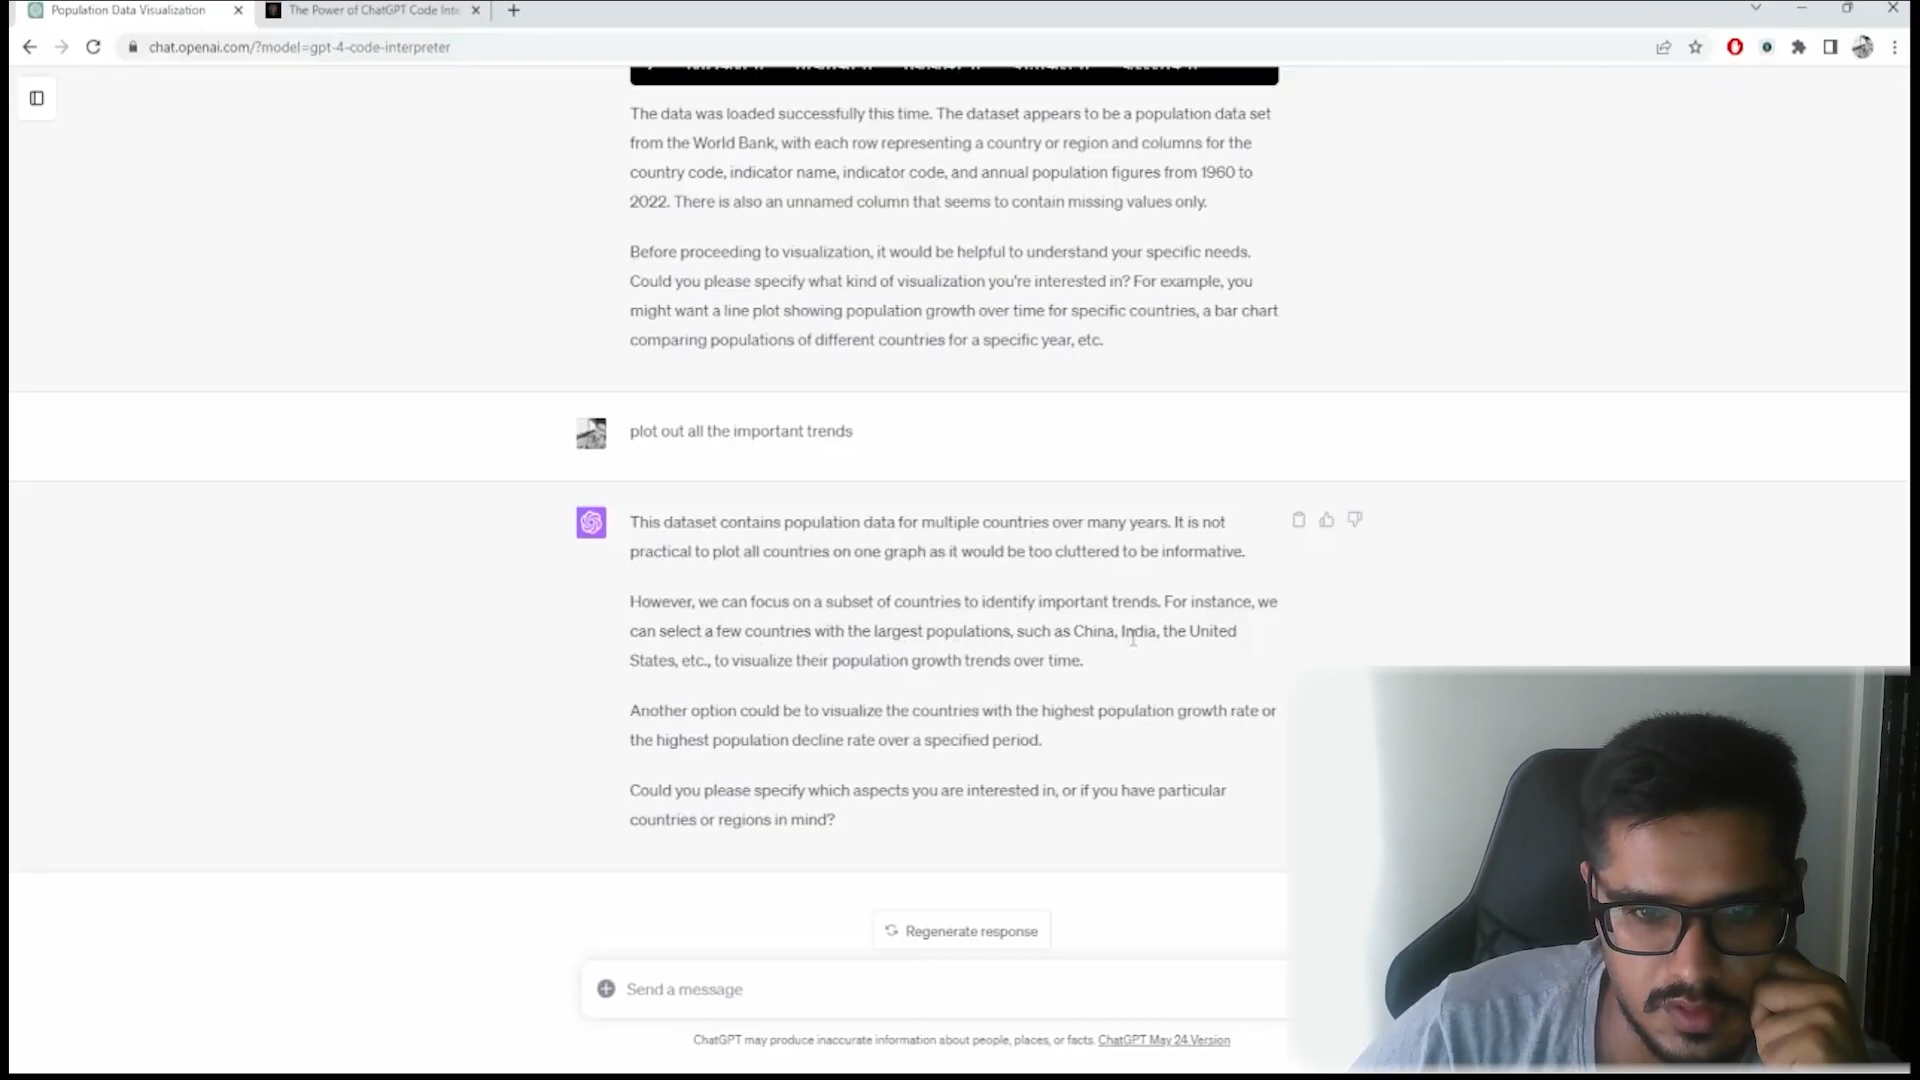 Population Data Visualization
The Power of ChatGPT Code Inte
chat.openai.com/?model=gpt-4-code-interpreter
The data was loaded successfully this time. The dataset appears to be a population data set
from the World Bank, with each row representing a country or region and columns for the
country code, indicator name, indicator code, and annual population figures from 1960 to
2022. There is also an unnamed column that seems to contain missing values only.
Before proceeding to visualization, it would be helpful to understand your specific needs.
Could you please specify what kind of visualization you're interested in? For example, you
might want a line plot showing population growth over time for specific countries, a bar chart
comparing populations of different countries for a specific year, etc.
plot out all the important trends
This dataset contains population data for multiple countries over many years. It is not
practical to plot all countries on one graph as it would be too cluttered to be informative.
However, we can focus on a subset of countries to identify important trends. For instance, we
can select a few countries with the largest populations, such as China, India, the United
States, etc., to visualize their population growth trends over time.
Another option could be to visualize the countries with the highest population growth rate or
the highest population decline rate over a specified period.
Could you please specify which aspects you are interested in, or if you have particular
countries or regions in mind?
Regenerate response
Send a message
ChatGPT may produce inaccurate information about people, places, or facts. ChatGPT May 24 Version